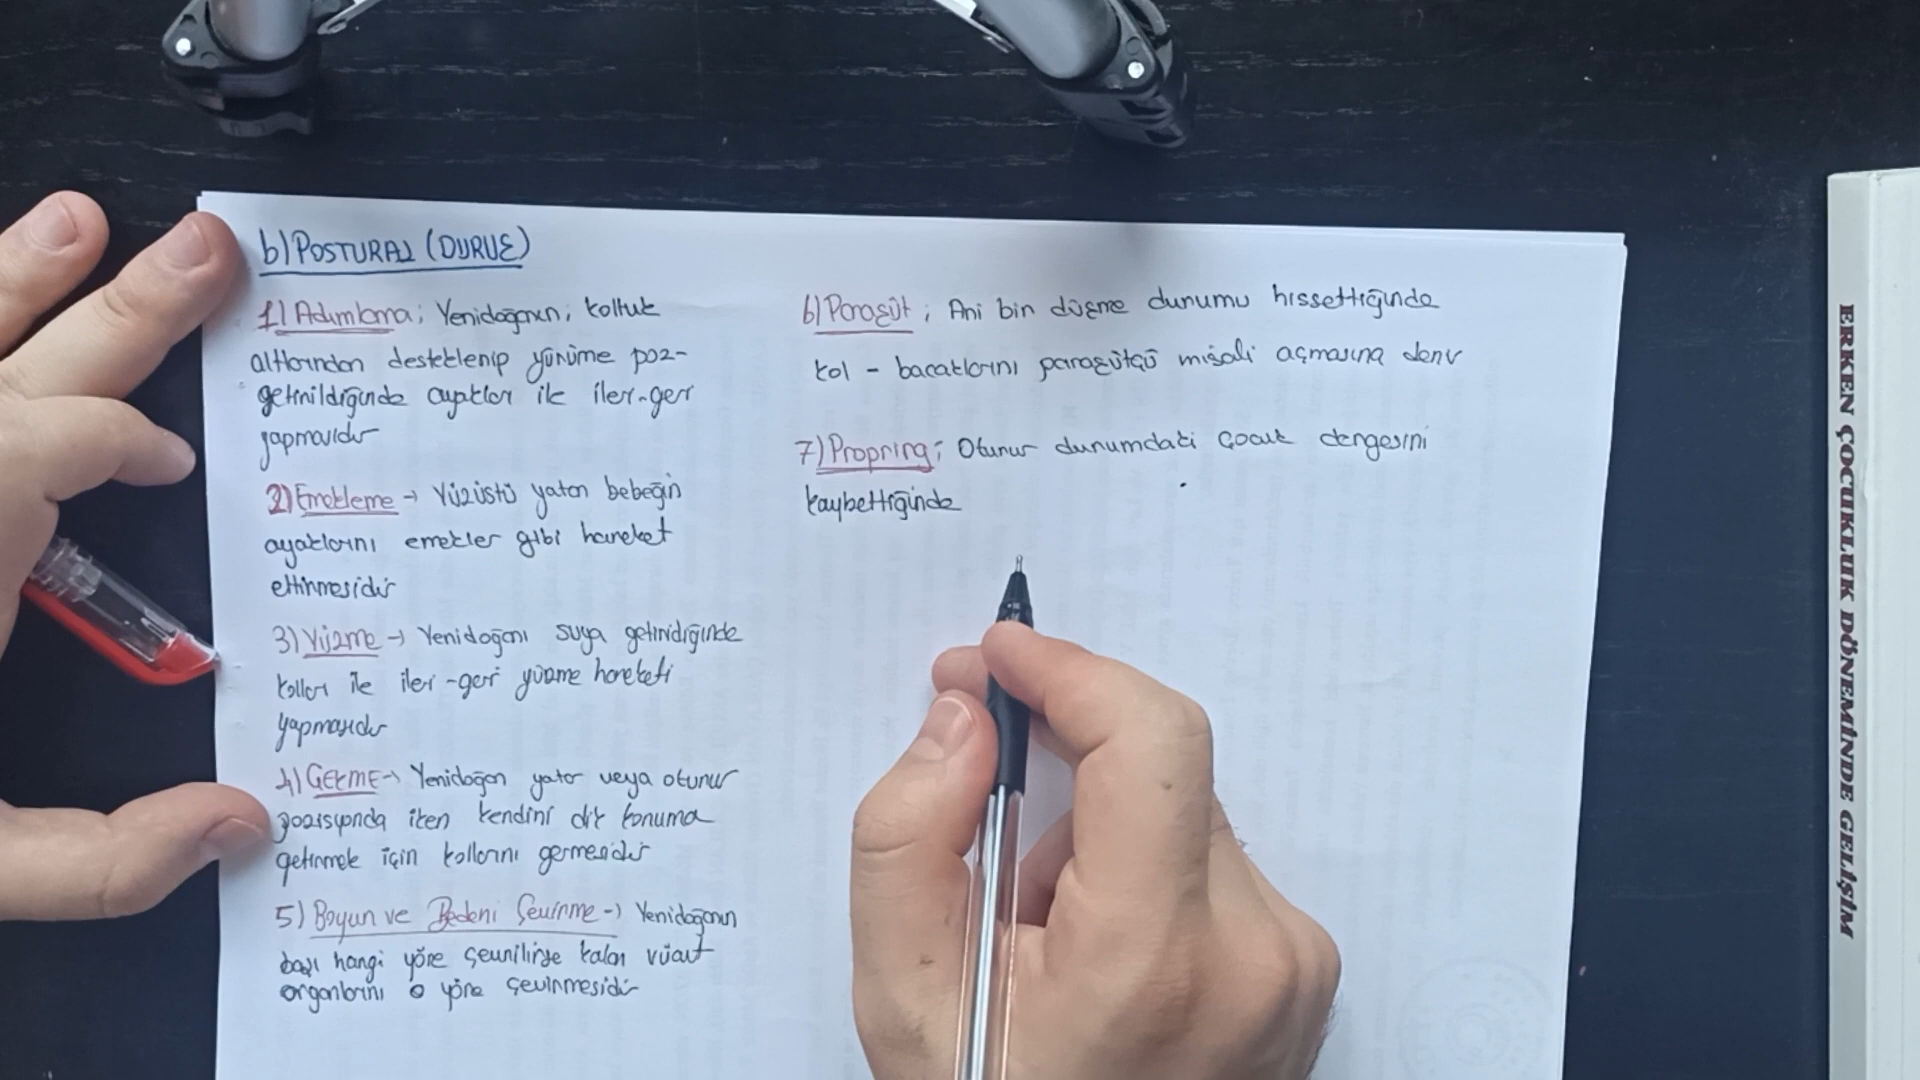 b) POSTURAL (DURUŞ)
1) Adımlama; Yenidoğanın; koltuk
altlarından desteklenip yürüme poz-
getirildiğinde ayaklar ile ileri-geri
yapmasıdır
2) Emekleme → Yüzüstü yatan bebeğin
ayaklarını emekler gibi hareket
ettirmesidir
3) Yüzme → Yenidoğanı suya getirildiğinde
kollar ile ileri-geri yüzme hareketi
yapmasıdır
4) GERME → Yenidoğan yatar veya oturur
pozisyonda iken kendini dik konuma
getirmek için kollarını germesidir
5) Boyun ve Bedeni Çevirme → Yenidoğanın
başı hangi yöne çevrilirse kalan vücut
organlarını o yöne çevirmesidir
6) Paraşüt; Ani bir düşme durumu hissettiğinde
kol - bacaklarını paraşütçü misali açmasına denir
7) Propring; Oturur durumdaki çocuk dengesini
kaybettiğinde
ERKEN ÇOCUKLUK DÖNEMİNDE GELİŞİM